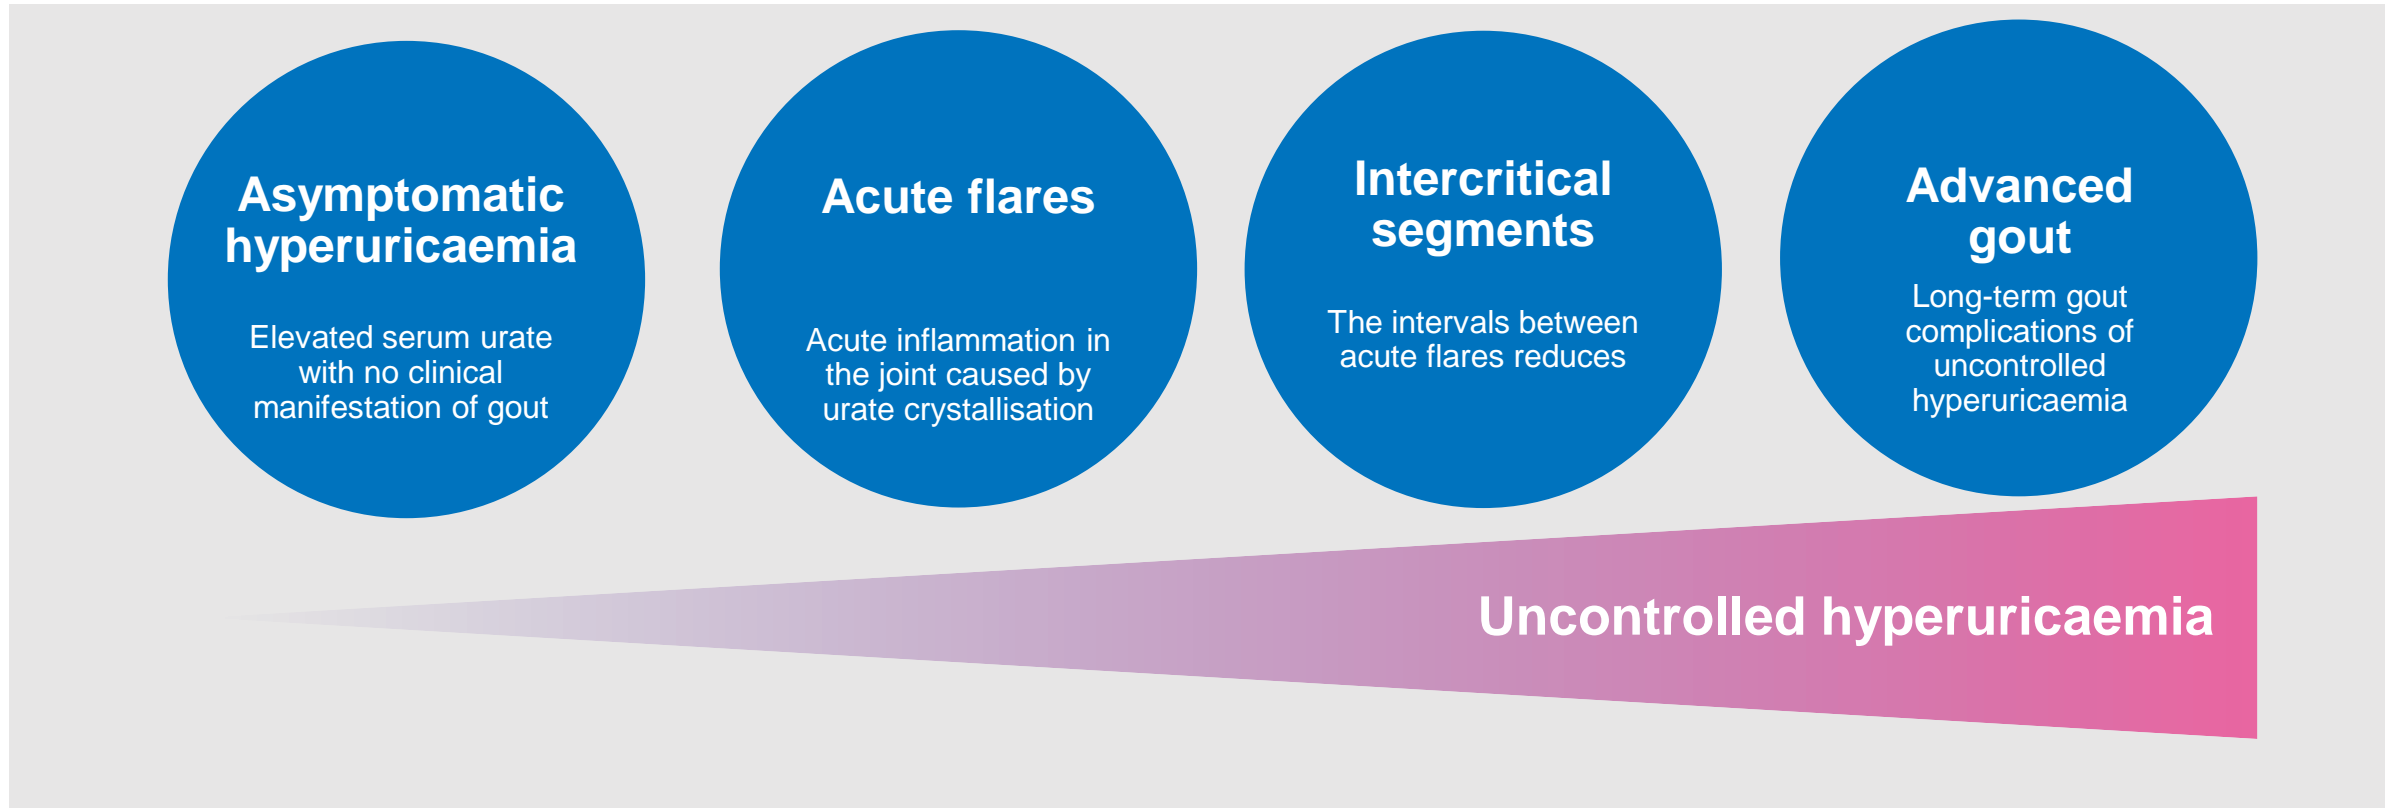 Asymptomatic
hyperuricaemia
Elevated serum urate
with no clinical
manifestation of gout
Acute flares
Acute inflammation in
the joint caused by
urate crystallisation
Intercritical
segments
The intervals between
acute flares reduces
Advanced
gout
Long-term gout
complications of
uncontrolled
hyperuricaemia
Uncontrolled hyperuricaemia